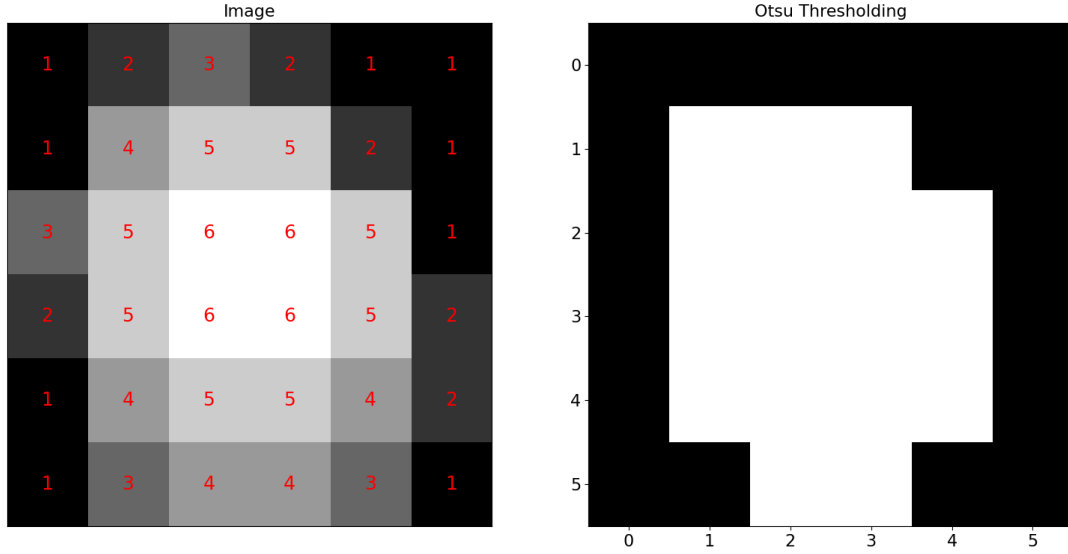 Image
Otsu Thresholding
1 2 3 2 1 1
1 4 5 5 2 1
3 5 6 6 5 1
2 5 6 6 5 2
1 4 5 5 4 2
1 3 4 4 3 1
0
1
2
3
4
5
0 1 2 3 4 5